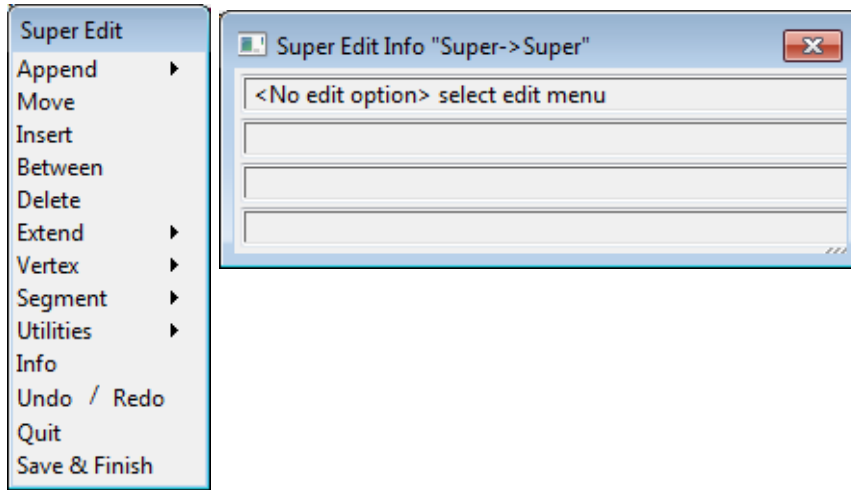 Super Edit
Append
Move
Insert
Between
Delete
Extend
Vertex
Segment
Utilities
Info
Undo / Redo
Quit
Save & Finish
Super Edit Info "Super->Super"
<No edit option> select edit menu